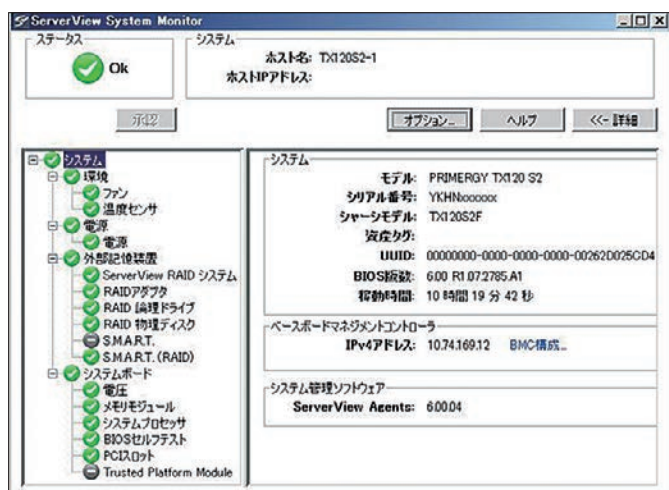 ServerView System Monitor
ステータス
Ok
システム
ホスト名: TX120S2-1
ホストIPアドレス:
承認
オプション...
ヘルプ
<<- 詳細
システム
環境
ファン
温度センサ
電源
電源
外部記憶装置
ServerView RAID システム
RAIDアダプタ
RAID 論理ドライブ
RAID 物理ディスク
S.M.A.R.T.
S.M.A.R.T. (RAID)
システムボード
電圧
メモリモジュール
システムプロセッサ
BIOSセルフテスト
PCIスロット
Trusted Platform Module
システム
モデル: PRIMERGY TX120 S2
シリアル番号: YKHNxxxxxx
シャーシモデル: TX120S2F
資産タグ:
UUID: 00000000-0000-0000-0000-00262D025CD4
BIOS版数: 6.00 R1.07.2785.A1
稼動時間: 10 時間 19 分 42 秒
ベースボードマネジメントコントローラ
IPv4アドレス: 10.74.169.12 BMC構成...
システム管理ソフトウェア
ServerView Agents: 6.00.04